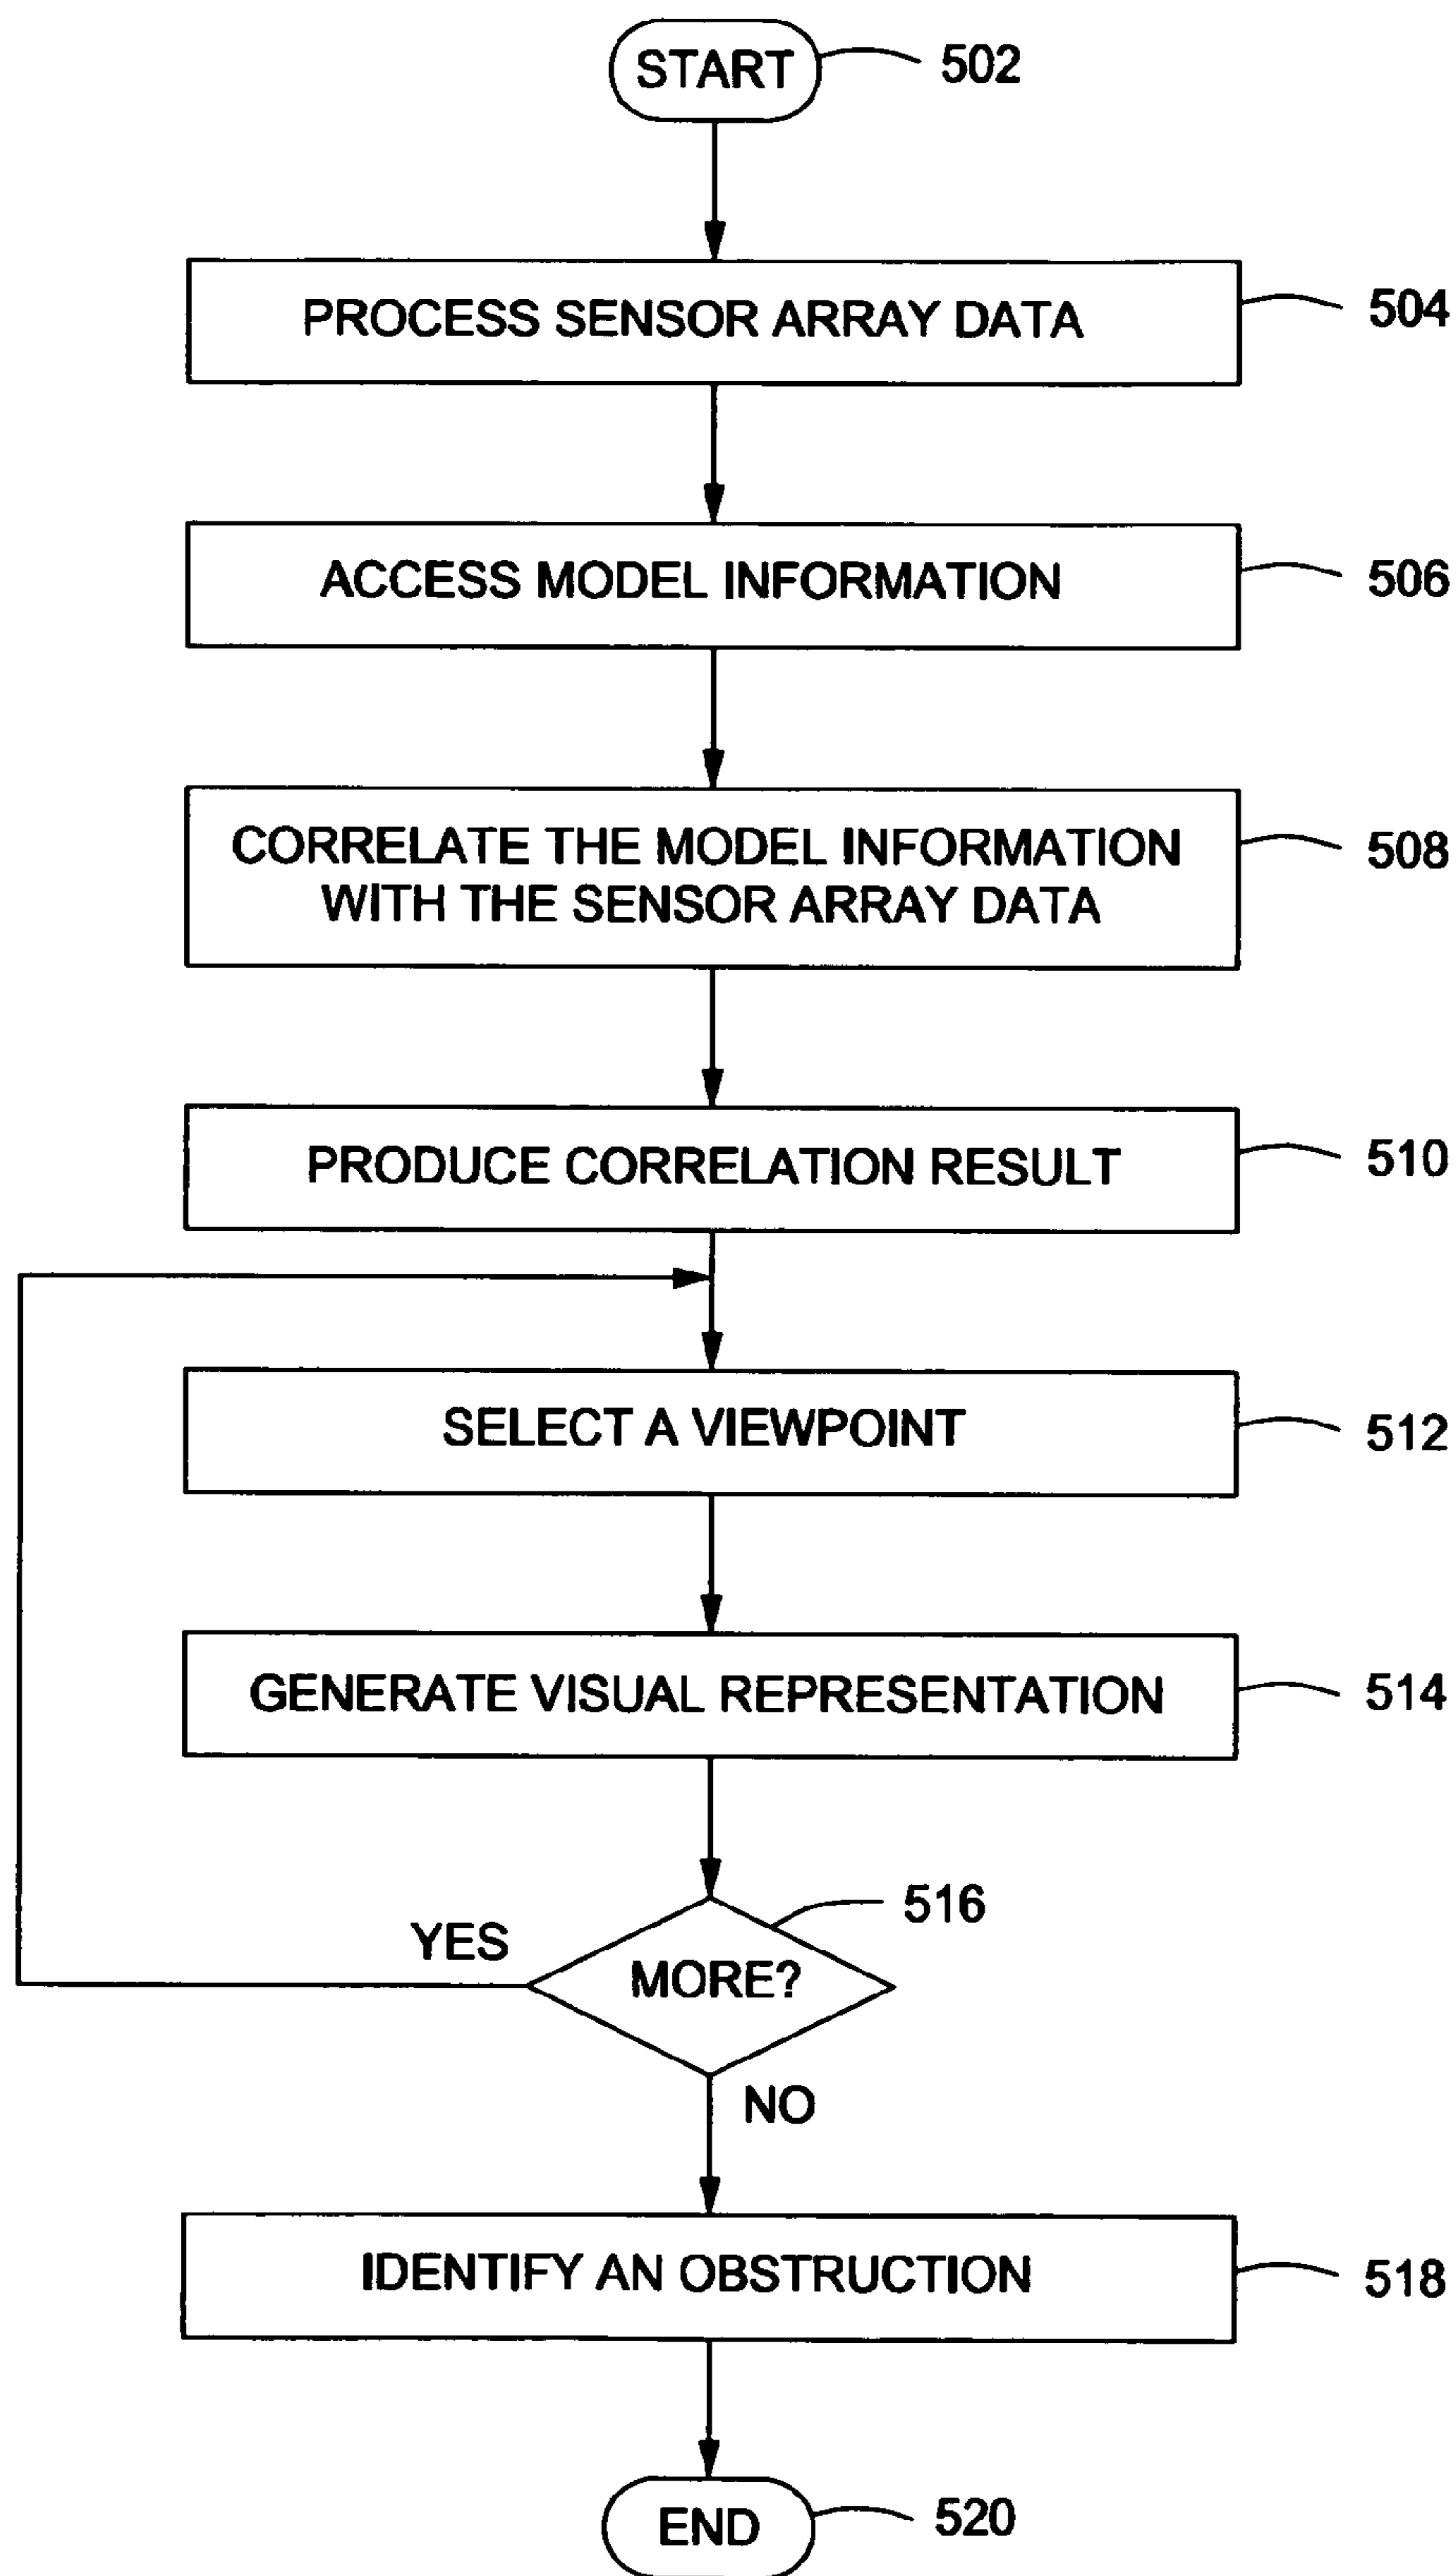 START
502
PROCESS SENSOR ARRAY DATA
504
ACCESS MODEL INFORMATION
506
CORRELATE THE MODEL INFORMATION
WITH THE SENSOR ARRAY DATA
508
PRODUCE CORRELATION RESULT
510
SELECT A VIEWPOINT
512
GENERATE VISUAL REPRESENTATION
514
516
YES
MORE?
NO
IDENTIFY AN OBSTRUCTION
518
END
520